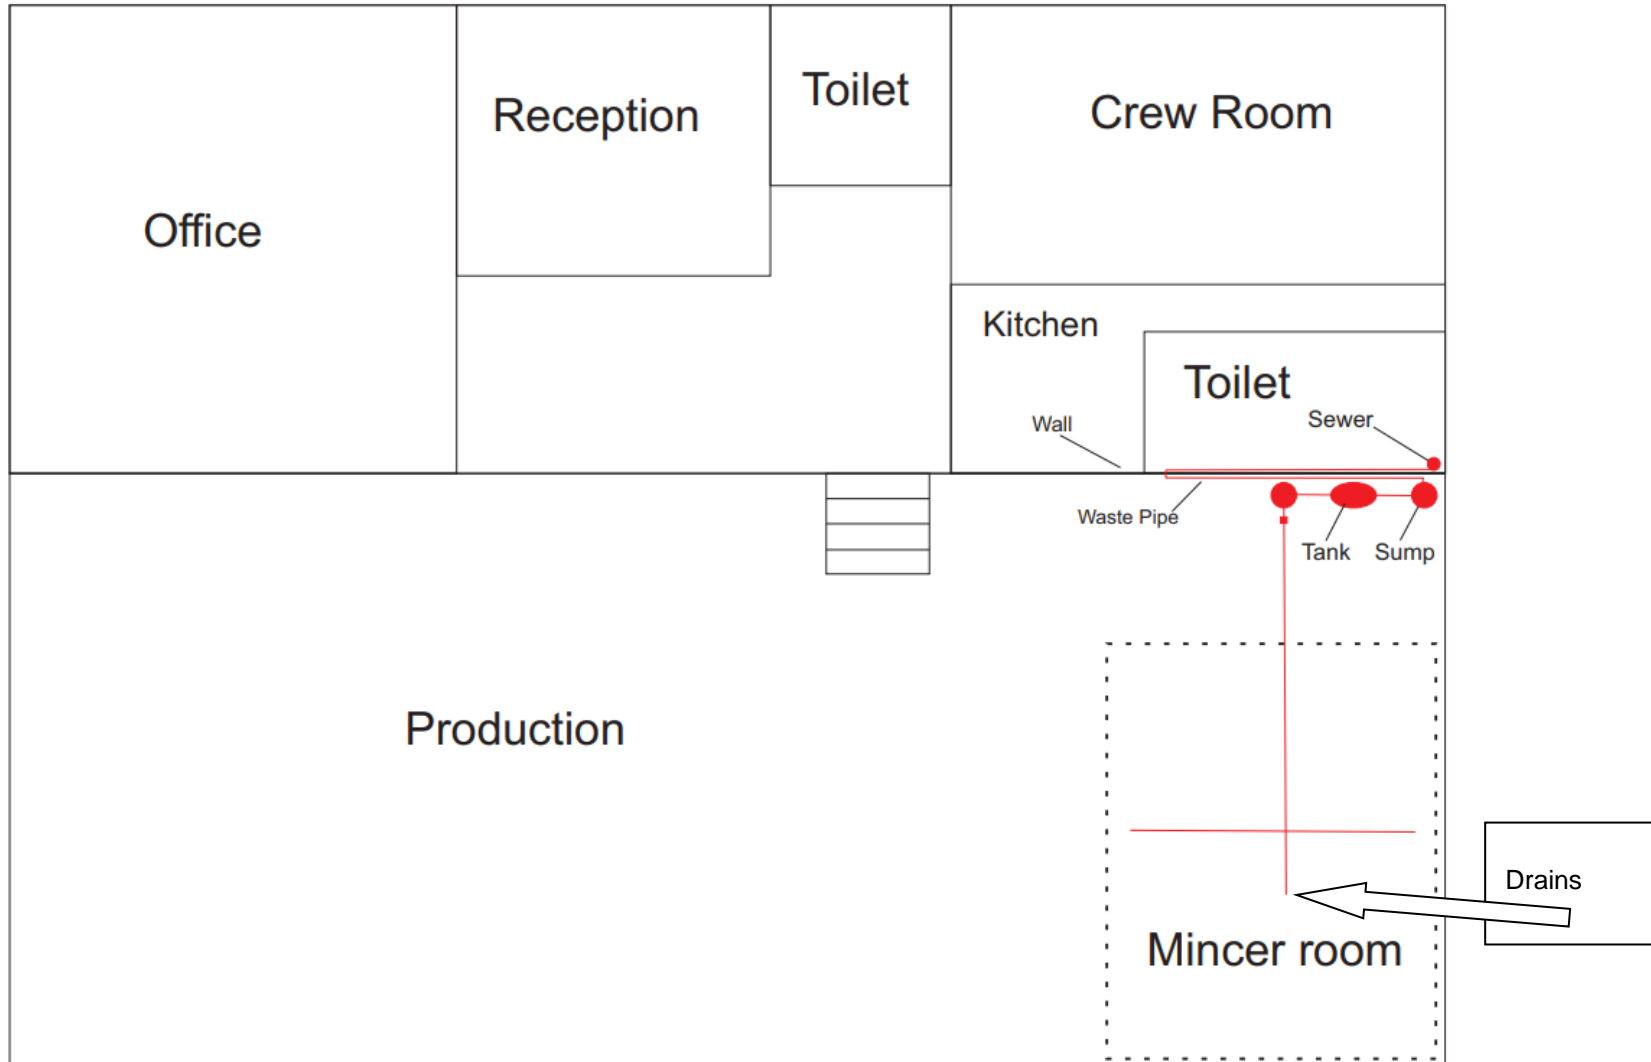 Toilet
Reception
Crew Room
Office
Kitchen
Toilet
Sewer
Wall
Waste Pipe
Tank
Sump
Production
Drains
Mincer room